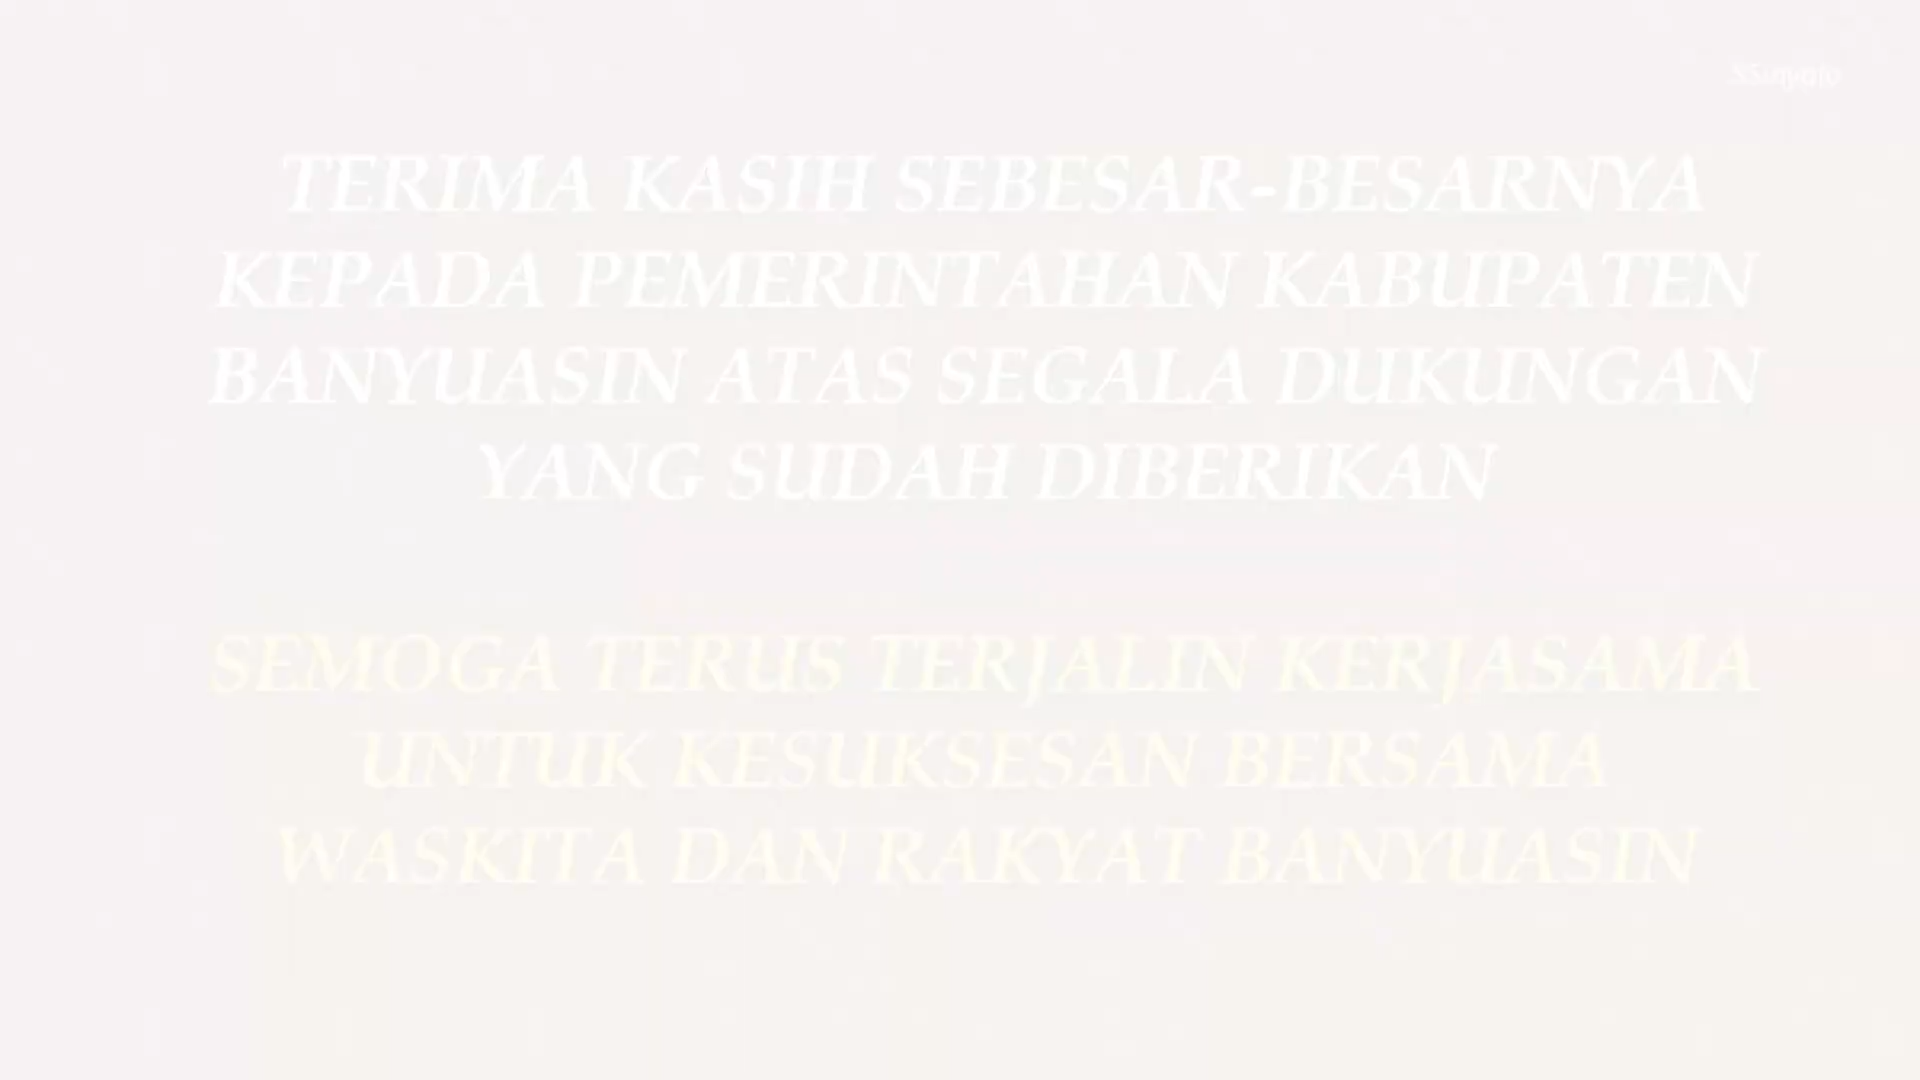 TERIMA KASIH SEBESAR-BESARNYA
KEPADA PEMERINTAHAN KABUPATEN
BANYUASIN ATAS SEGALA DUKUNGAN
YANG SUDAH DIBERIKAN
SEMOGA TERUS TERJALIN KERJASAMA
UNTUK KESUKSESAN BERSAMA
WASKITA DAN RAKYAT BANYUASIN